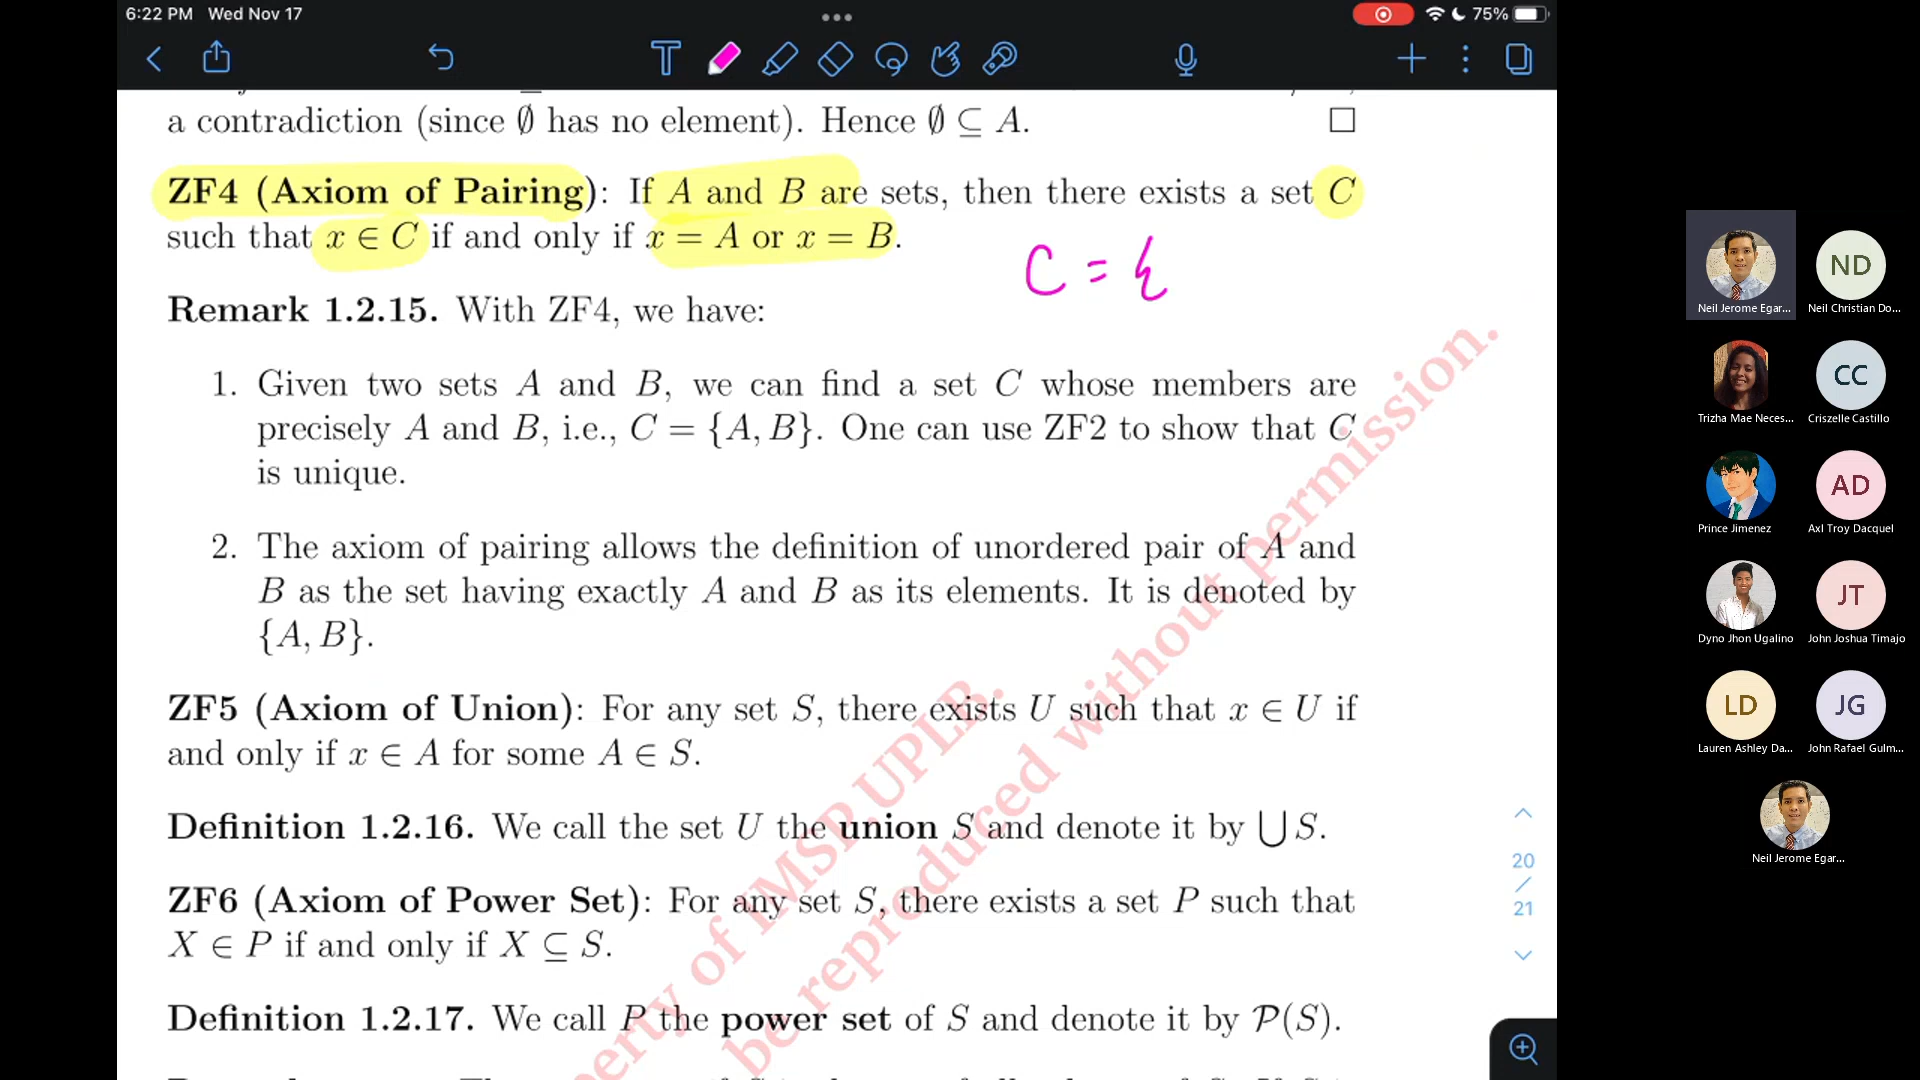 6:22 PM Wed Nov 17
75%
a contradiction (since ∅ has no element). Hence ∅ ⊆ A. □
ZF4 (Axiom of Pairing): If A and B are sets, then there exists a set C
such that x ∈ C if and only if x = A or x = B.
C = {
Remark 1.2.15. With ZF4, we have:
1. Given two sets A and B, we can find a set C whose members are
precisely A and B, i.e., C = {A, B}. One can use ZF2 to show that C
is unique.
2. The axiom of pairing allows the definition of unordered pair of A and
B as the set having exactly A and B as its elements. It is denoted by
{A, B}.
ZF5 (Axiom of Union): For any set S, there exists U such that x ∈ U if
and only if x ∈ A for some A ∈ S.
Definition 1.2.16. We call the set U the union S and denote it by ⋃ S.
ZF6 (Axiom of Power Set): For any set S, there exists a set P such that
X ∈ P if and only if X ⊆ S.
Definition 1.2.17. We call P the power set of S and denote it by 𝒫(S).
perty of IMSP.UPLB.
be reproduced without permission.
20
/
21
Neil Jerome Egar...
ND
Neil Christian Do...
Trizha Mae Neces...
CC
Criszelle Castillo
Prince Jimenez
AD
Axl Troy Dacquel
Dyno Jhon Ugalino
JT
John Joshua Timajo
LD
Lauren Ashley Da...
JG
John Rafael Gulm...
Neil Jerome Egar...